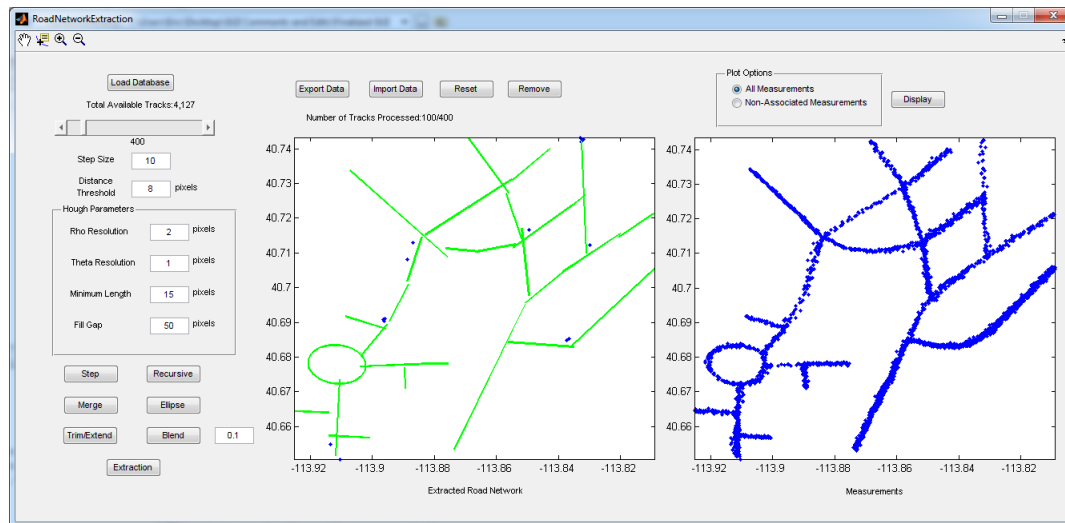 RoadNetworkExtraction
Load Database
Total Available Tracks:4,127
400
Step Size 10
Distance Threshold 8 pixels
Hough Parameters
Rho Resolution 2 pixels
Theta Resolution 1 pixels
Minimum Length 15 pixels
Fill Gap 50 pixels
Step Recursive
Merge Ellipse
Trim/Extend Blend 0.1
Extraction
Export Data Import Data Reset Remove
Number of Tracks Processed:100/400
40.74
40.73
40.72
40.71
40.7
40.69
40.68
40.67
40.66
-113.92 -113.9 -113.88 -113.86 -113.84 -113.82
Extracted Road Network
Plot Options
All Measurements
Non-Associated Measurements
Display
40.74
40.73
40.72
40.71
40.7
40.69
40.68
40.67
40.66
-113.92 -113.9 -113.88 -113.86 -113.84 -113.82
Measurements